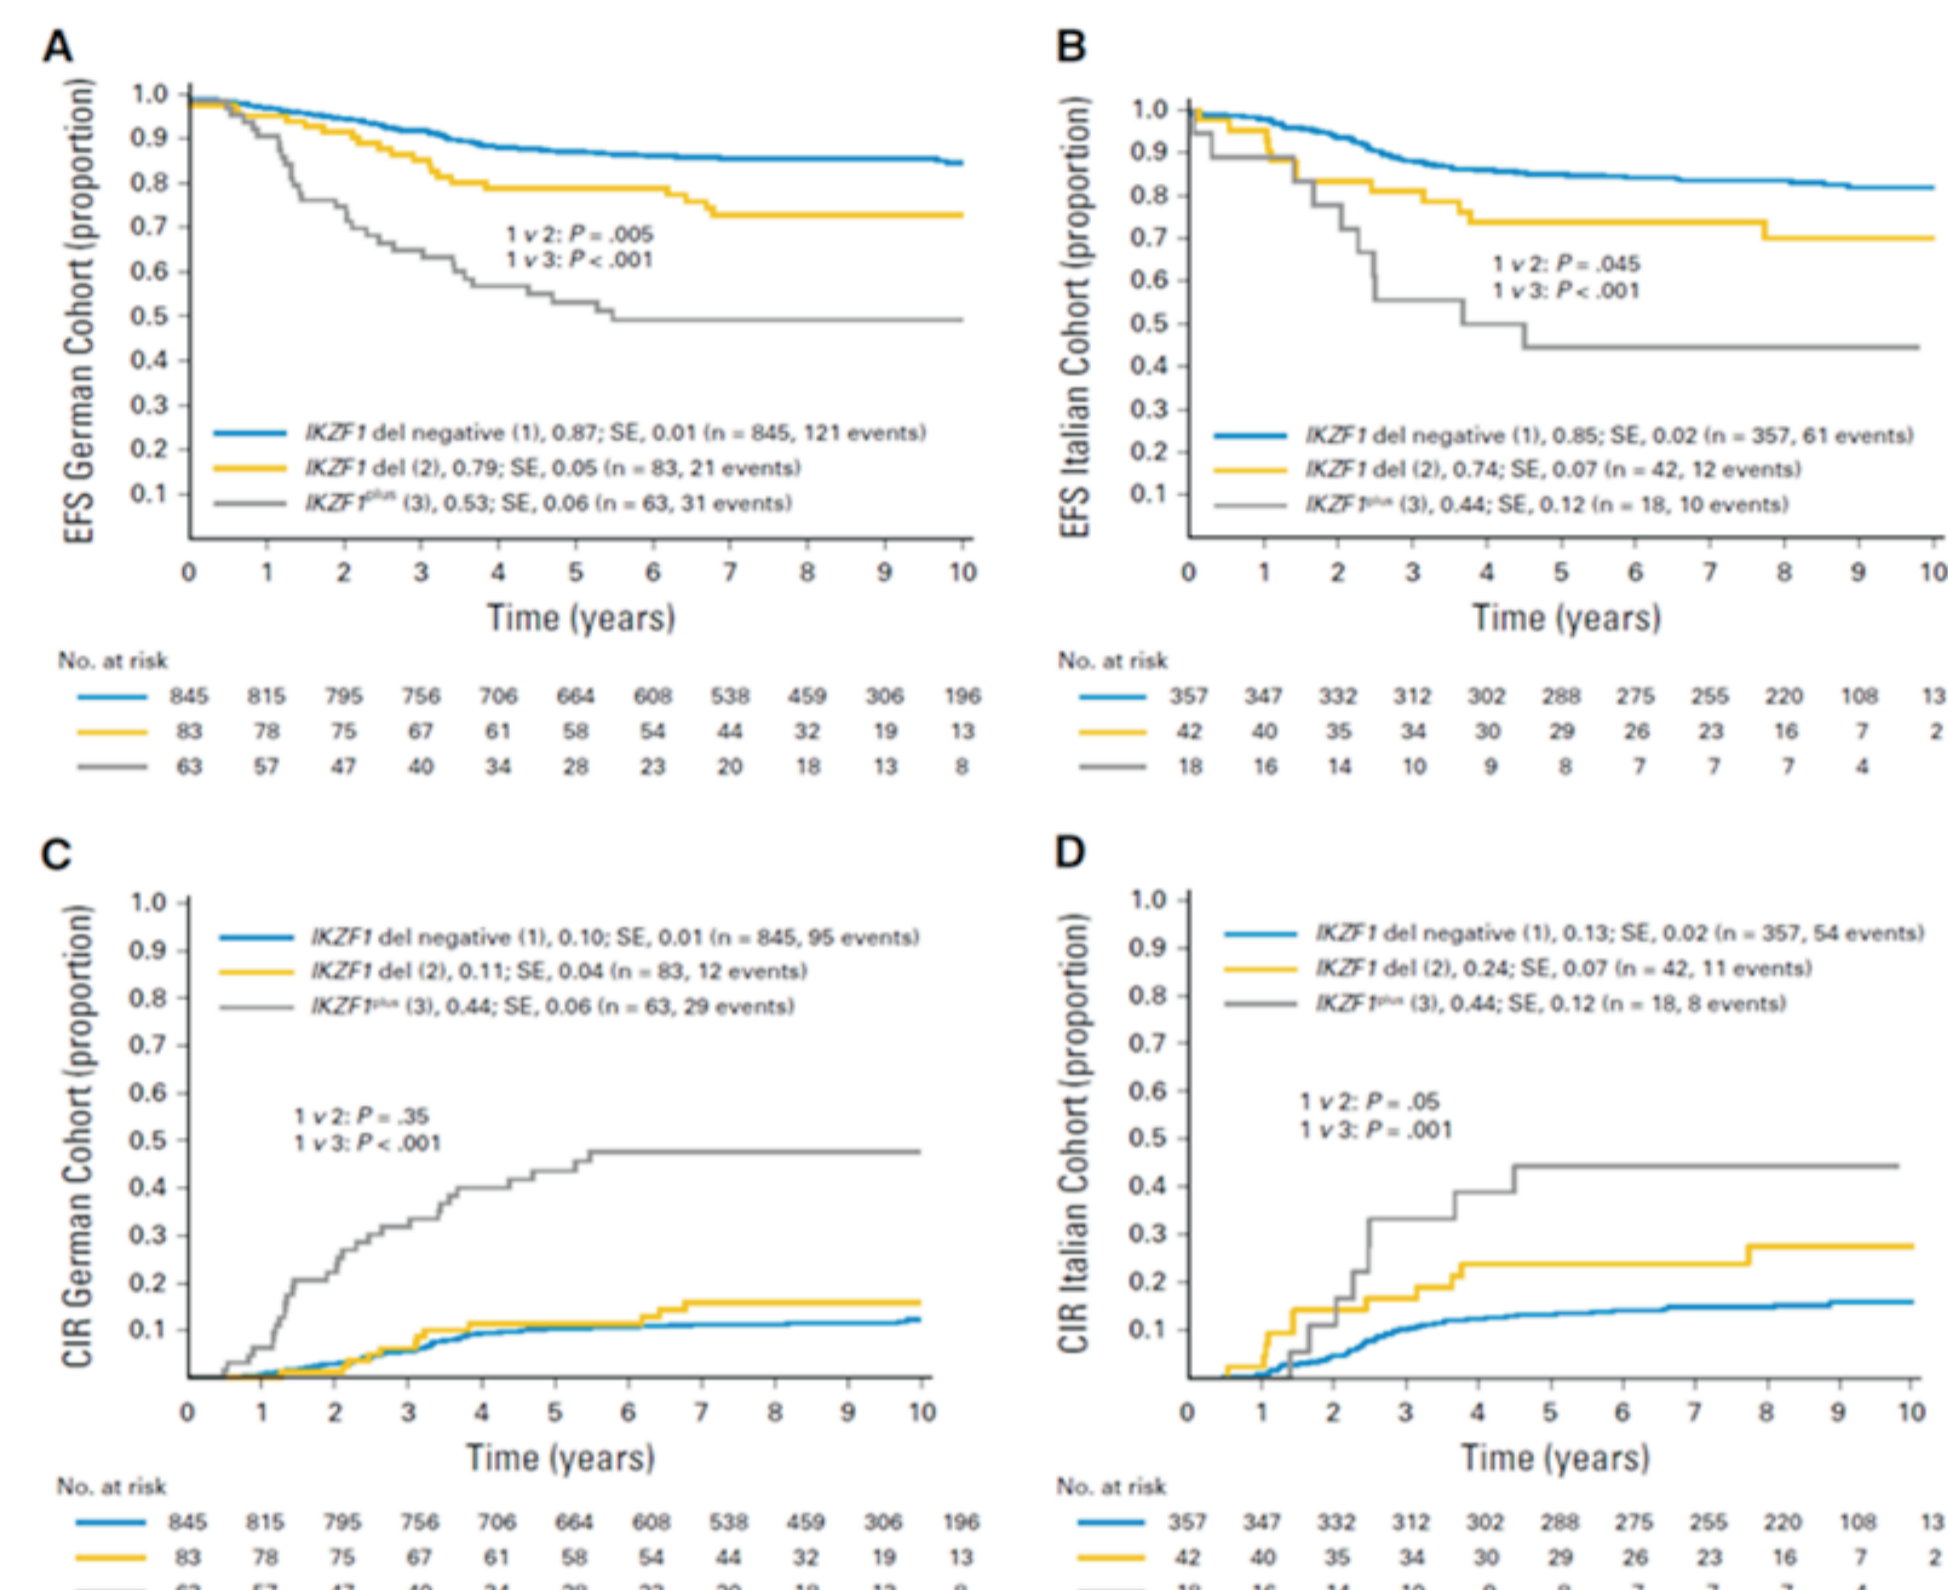 A
EFS German Cohort (proportion)
1.0
0.9
0.8
0.7
0.6
0.5
0.4
0.3
0.2
0.1
1 v 2: P = .005
1 v 3: P < .001
IKZF1 del negative (1), 0.87; SE, 0.01 (n = 845, 121 events)
IKZF1 del (2), 0.79; SE, 0.05 (n = 83, 21 events)
IKZF1plus (3), 0.53; SE, 0.06 (n = 63, 31 events)
0 1 2 3 4 5 6 7 8 9 10
Time (years)
No. at risk
845 815 795 756 706 664 608 538 459 306 196
83 78 75 67 61 58 54 44 32 19 13
63 57 47 40 34 28 23 20 18 13 8
B
EFS Italian Cohort (proportion)
1.0
0.9
0.8
0.7
0.6
0.5
0.4
0.3
0.2
0.1
1 v 2: P = .045
1 v 3: P < .001
IKZF1 del negative (1), 0.85; SE, 0.02 (n = 357, 61 events)
IKZF1 del (2), 0.74; SE, 0.07 (n = 42, 12 events)
IKZF1plus (3), 0.44; SE, 0.12 (n = 18, 10 events)
0 1 2 3 4 5 6 7 8 9 10
Time (years)
No. at risk
357 347 332 312 302 288 275 255 220 108 13
42 40 35 34 30 29 26 23 16 7 2
18 16 14 10 9 8 7 7 7 4
C
CIR German Cohort (proportion)
1.0
0.9
0.8
0.7
0.6
0.5
0.4
0.3
0.2
0.1
IKZF1 del negative (1), 0.10; SE, 0.01 (n = 845, 95 events)
IKZF1 del (2), 0.11; SE, 0.04 (n = 83, 12 events)
IKZF1plus (3), 0.44; SE, 0.06 (n = 63, 29 events)
1 v 2: P = .35
1 v 3: P < .001
0 1 2 3 4 5 6 7 8 9 10
Time (years)
No. at risk
845 815 795 756 706 664 608 538 459 306 196
83 78 75 67 61 58 54 44 32 19 13
D
CIR Italian Cohort (proportion)
1.0
0.9
0.8
0.7
0.6
0.5
0.4
0.3
0.2
0.1
IKZF1 del negative (1), 0.13; SE, 0.02 (n = 357, 54 events)
IKZF1 del (2), 0.24; SE, 0.07 (n = 42, 11 events)
IKZF1plus (3), 0.44; SE, 0.12 (n = 18, 8 events)
1 v 2: P = .05
1 v 3: P = .001
0 1 2 3 4 5 6 7 8 9 10
Time (years)
No. at risk
357 347 332 312 302 288 275 255 220 108 13
42 40 35 34 30 29 26 23 16 7 2